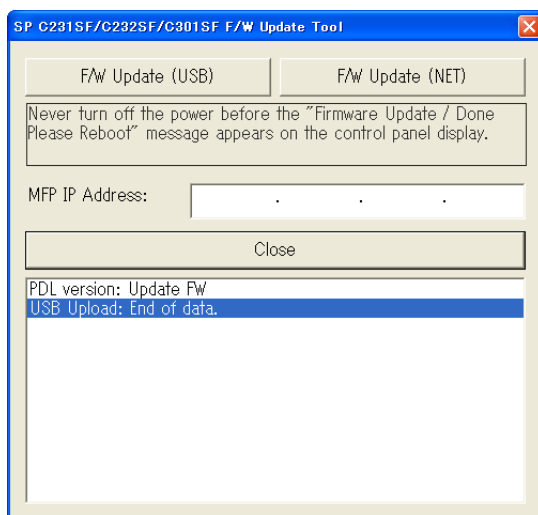 SP C231SF/C232SF/C301SF F/W Update Tool
F/W Update (USB) F/W Update (NET)
Never turn off the power before the "Firmware Update / Done
Please Reboot" message appears on the control panel display.
MFP IP Address: . . .
Close
PDL version: Update FW
USB Upload: End of data.